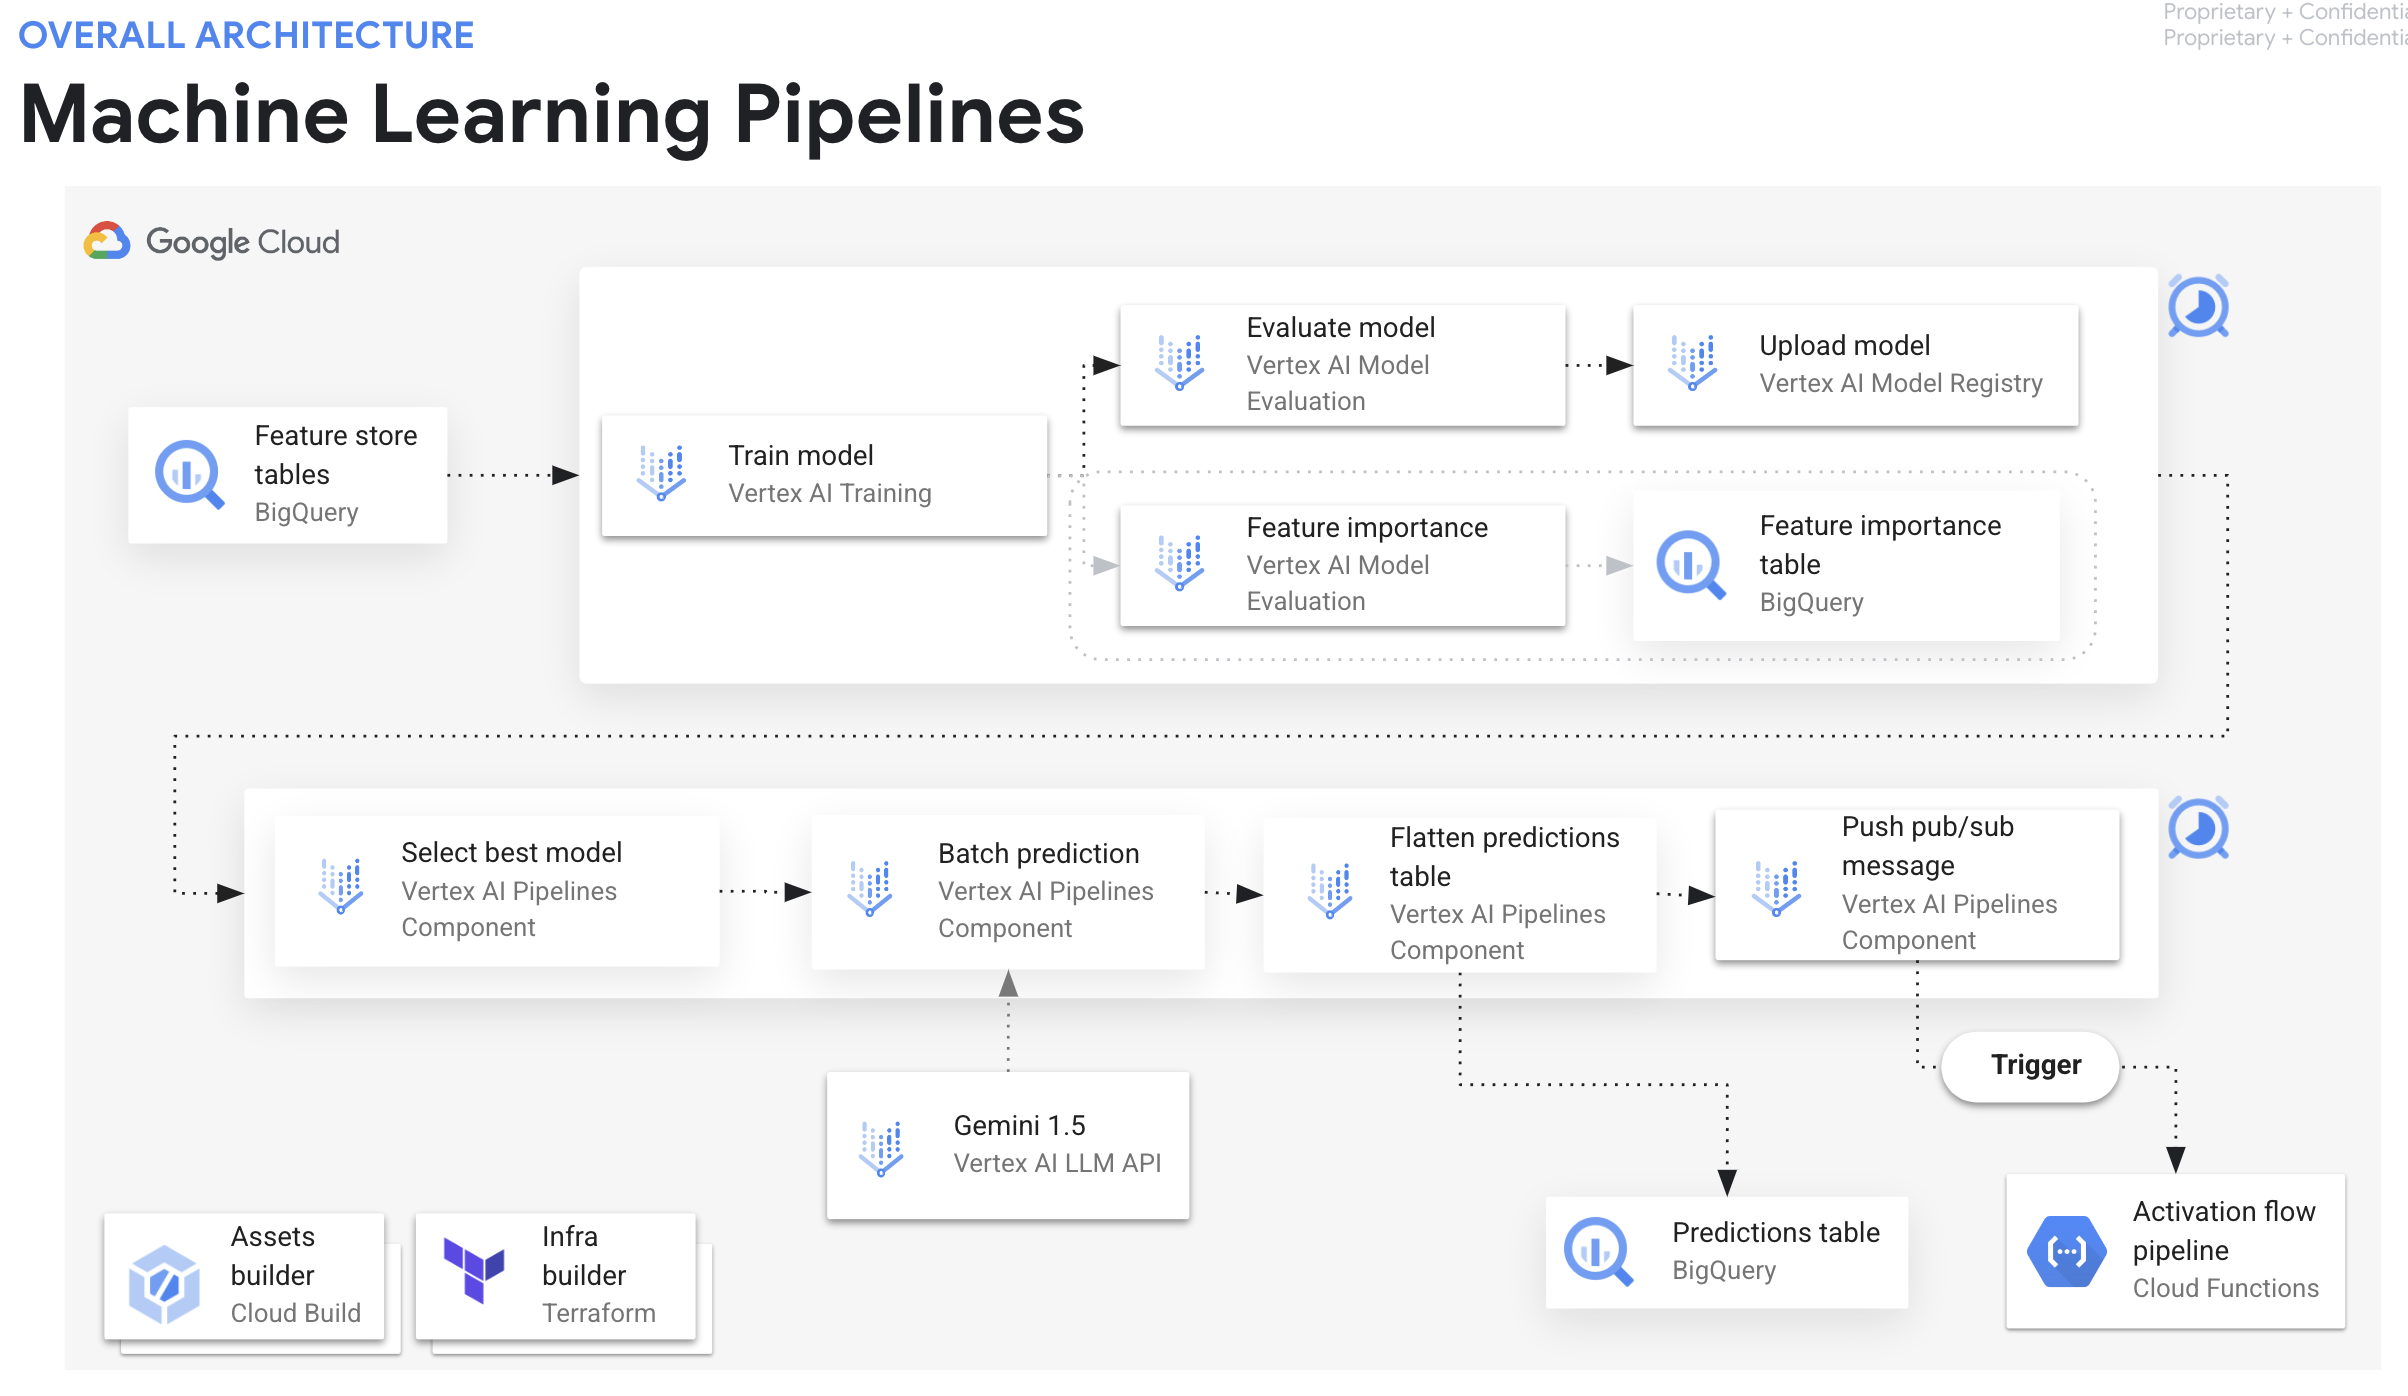 Proprietary + Confidentia
Proprietary + Confidentia
OVERALL ARCHITECTURE
Machine Learning Pipelines
Google Cloud
Feature store
tables
BigQuery
Train model
Vertex AI Training
Evaluate model
Vertex AI Model
Evaluation
Upload model
Vertex AI Model Registry
Feature importance
Vertex AI Model
Evaluation
Feature importance
table
BigQuery
Select best model
Vertex AI Pipelines
Component
Batch prediction
Vertex AI Pipelines
Component
Flatten predictions
table
Vertex AI Pipelines
Component
Push pub/sub
message
Vertex AI Pipelines
Component
Trigger
Gemini 1.5
Vertex AI LLM API
Assets
builder
Cloud Build
Infra
builder
Terraform
Predictions table
BigQuery
Activation flow
pipeline
Cloud Functions